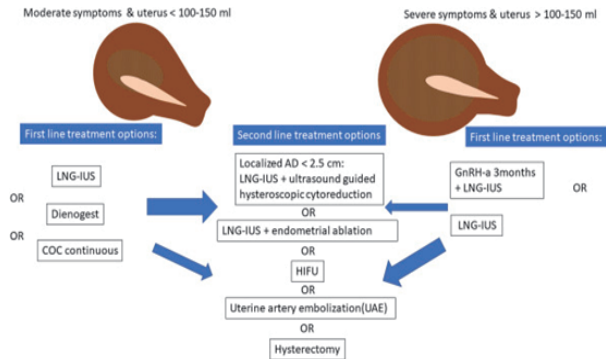 Moderate symptoms & uterus < 100-150 ml
Severe symptoms & uterus > 100-150 ml
First line treatment options:
Second line treatment options
First line treatment options:
LNG-IUS
OR
Dienogest
OR
COC continuous
Localized AD < 2.5 cm:
LNG-IUS + ultrasound guided
hysteroscopic cytoreduction
OR
LNG-IUS + endometrial ablation
OR
HIFU
OR
Uterine artery embolization(UAE)
OR
Hysterectomy
GnRH-a 3months
+ LNG-IUS
OR
LNG-IUS